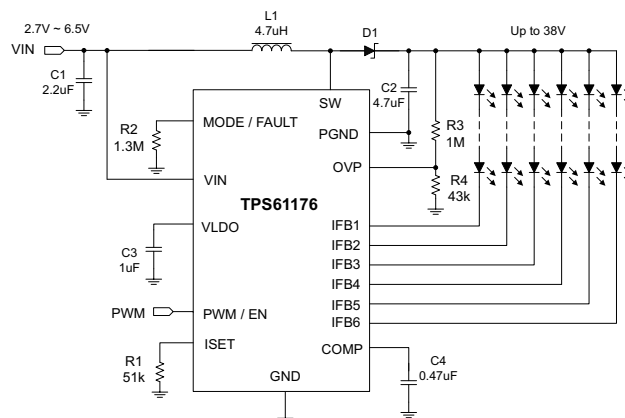 2.7V ~ 6.5V
VIN
L1
4.7uH
D1
Up to 38V
C1
2.2uF
C2
4.7uF
SW
R2
1.3M
MODE / FAULT
PGND
R3
1M
OVP
R4
43k
VIN
TPS61176
VLDO
C3
1uF
IFB1
IFB2
IFB3
IFB4
IFB5
IFB6
PWM
PWM / EN
ISET
R1
51k
COMP
C4
0.47uF
GND